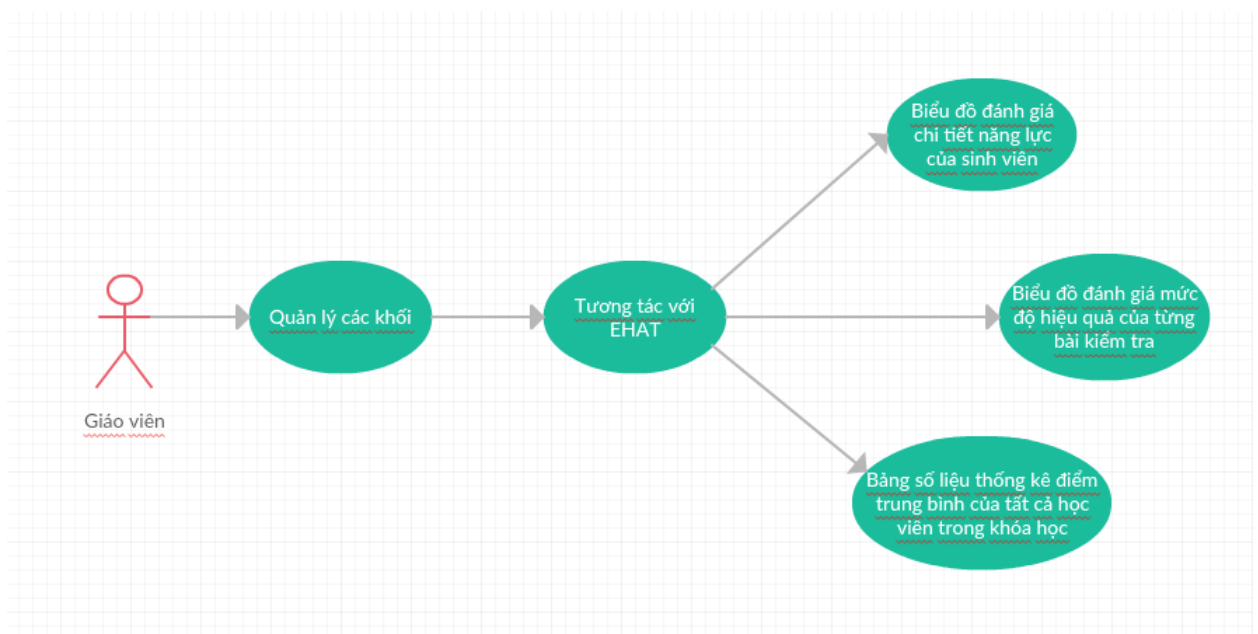 Biểu đồ đánh giá
chi tiết năng lực
của sinh viên
Quản lý các khối
Tương tác với
EHAT
Biểu đồ đánh giá mức
độ hiệu quả của từng
bài kiểm tra
Giáo viên
Bảng số liệu thống kê điểm
trung bình của tất cả học
viên trong khóa học